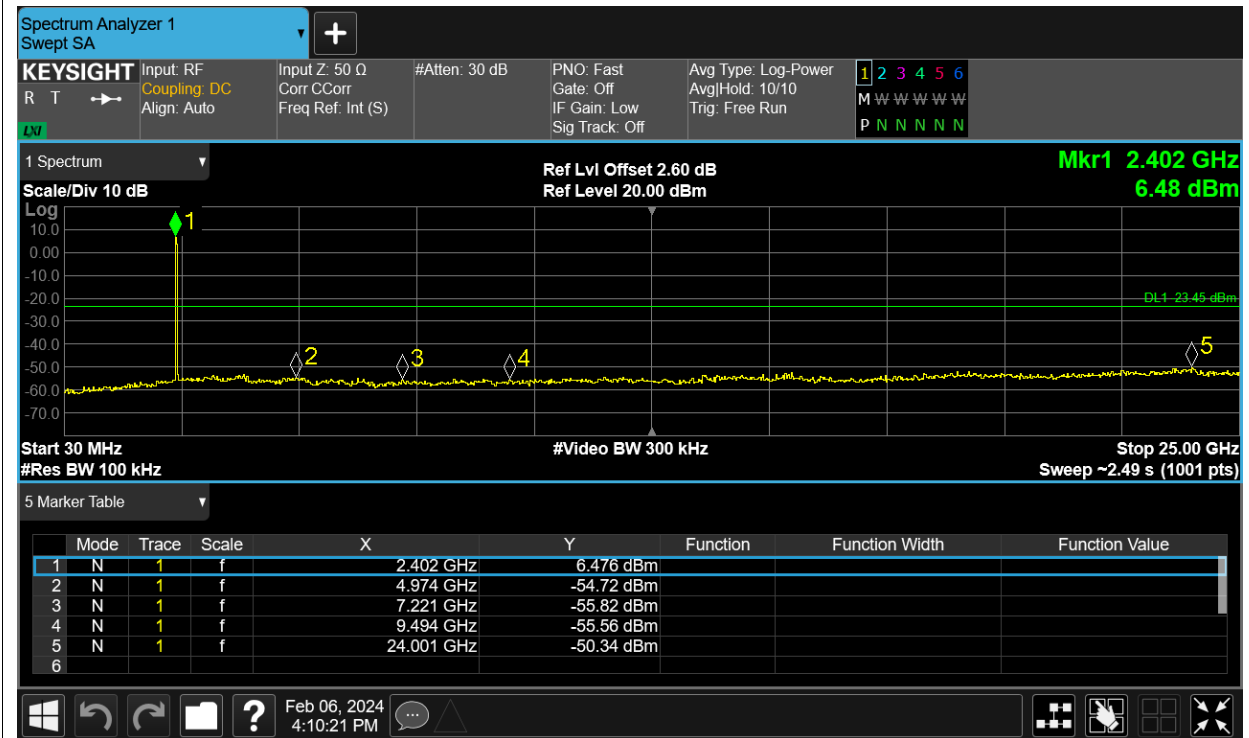 Spectrum Analyzer 1
Swept SA
KEYSIGHT
R T
LXI
Input: RF
Coupling: DC
Align: Auto
Input Z: 50 Ω
Corr CCorr
Freq Ref: Int (S)
#Atten: 30 dB
PNO: Fast
Gate: Off
IF Gain: Low
Sig Track: Off
Avg Type: Log-Power
Avg|Hold: 10/10
Trig: Free Run
1 2 3 4 5 6
M W W W W W
P N N N N N
1 Spectrum
Scale/Div 10 dB
Ref Lvl Offset 2.60 dB
Ref Level 20.00 dBm
Mkr1 2.402 GHz
6.48 dBm
Log
10.0
0.00
-10.0
-20.0
-30.0
-40.0
-50.0
-60.0
-70.0
1
2
3
4
5
DL1 -23.45 dBm
Start 30 MHz
#Res BW 100 kHz
#Video BW 300 kHz
Stop 25.00 GHz
Sweep ~2.49 s (1001 pts)
5 Marker Table
Mode Trace Scale X Y Function Function Width Function Value
1 N 1 f 2.402 GHz 6.476 dBm
2 N 1 f 4.974 GHz -54.72 dBm
3 N 1 f 7.221 GHz -55.82 dBm
4 N 1 f 9.494 GHz -55.56 dBm
5 N 1 f 24.001 GHz -50.34 dBm
6
?
Feb 06, 2024
4:10:21 PM